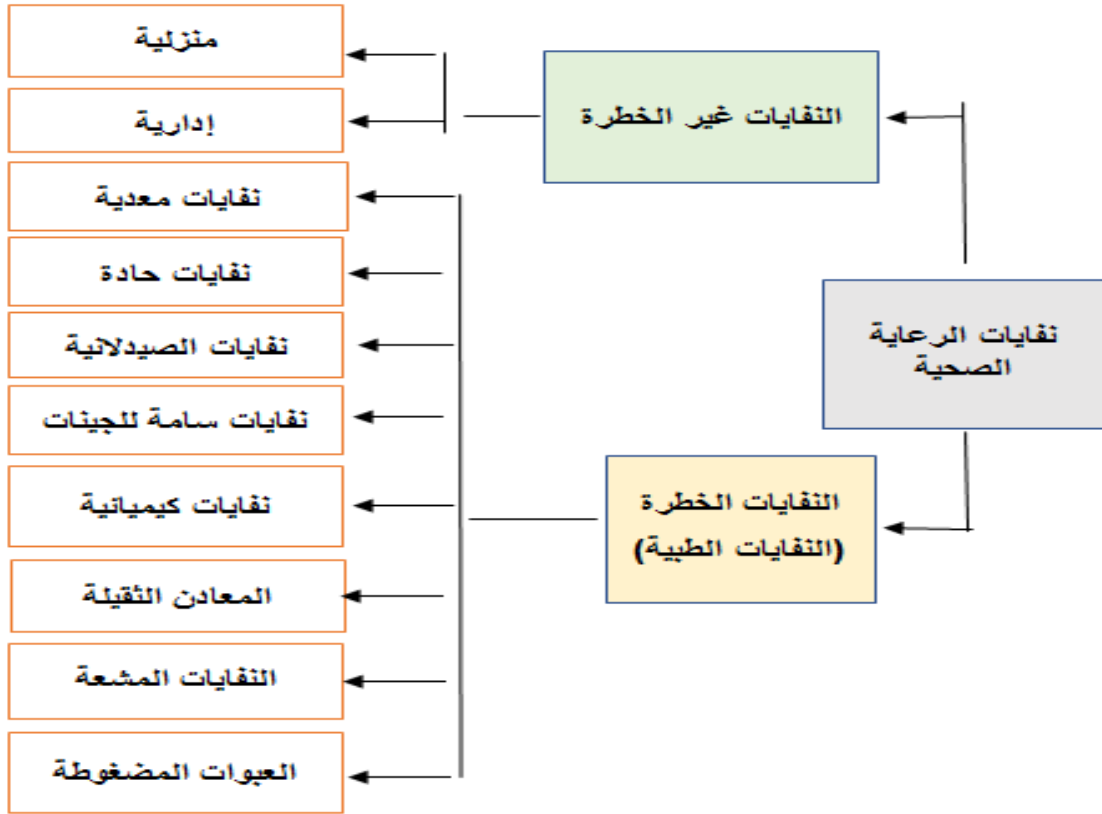 نفايات الرعاية
الصحية
النفايات غير الخطرة
منزلية
إدارية
النفايات الخطرة
(النفايات الطبية)
نفايات معدية
نفايات حادة
نفايات الصيدلانية
نفايات سامة للجينات
نفايات كيميائية
المعادن الثقيلة
النفايات المشعة
العبوات المضغوطة